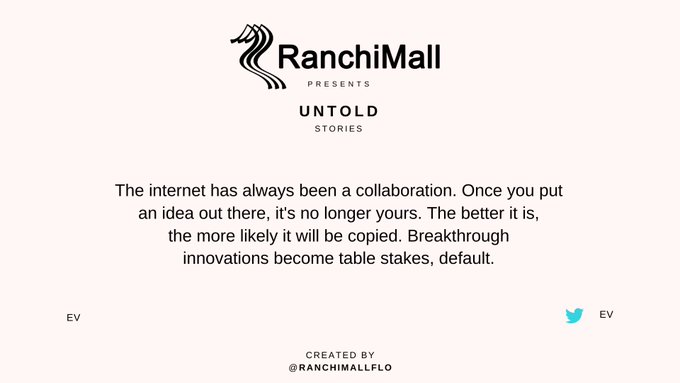 RanchiMall
PRESENTS
UNTOLD
STORIES
The internet has always been a collaboration. Once you put
an idea out there, it's no longer yours. The better it is,
the more likely it will be copied. Breakthrough
innovations become table stakes, default.
EV
EV
CREATED BY
@RANCHIMALLFLO